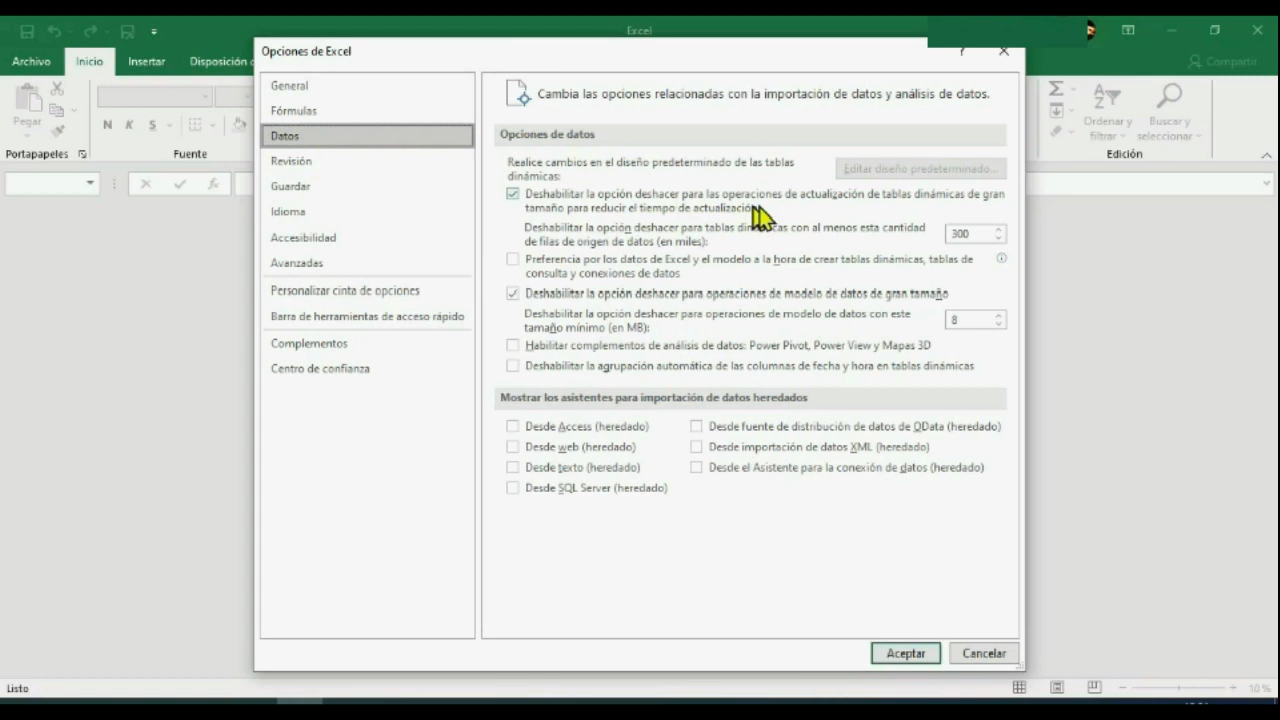 Excel
Opciones de Excel
?
Archivo
Inicio
Insertar
Disposición
Compartir
Pegar
N K S
Portapapeles
Fuente
Ordenar y
filtrar
Buscar y
seleccionar
Edición
General
Fórmulas
Datos
Revisión
Guardar
Idioma
Accesibilidad
Avanzadas
Personalizar cinta de opciones
Barra de herramientas de acceso rápido
Complementos
Centro de confianza
Cambia las opciones relacionadas con la importación de datos y análisis de datos.
Opciones de datos
Realice cambios en el diseño predeterminado de las tablas
dinámicas:
Editar diseño predeterminado...
Deshabilitar la opción deshacer para las operaciones de actualización de tablas dinámicas de gran
tamaño para reducir el tiempo de actualización
Deshabilitar la opción deshacer para tablas dinámicas con al menos esta cantidad
de filas de origen de datos (en miles):
300
Preferencia por los datos de Excel y el modelo a la hora de crear tablas dinámicas, tablas de
consulta y conexiones de datos
Deshabilitar la opción deshacer para operaciones de modelo de datos de gran tamaño
Deshabilitar la opción deshacer para operaciones de modelo de datos con este
tamaño mínimo (en MB):
8
Habilitar complementos de análisis de datos: Power Pivot, Power View y Mapas 3D
Deshabilitar la agrupación automática de las columnas de fecha y hora en tablas dinámicas
Mostrar los asistentes para importación de datos heredados
Desde Access (heredado)
Desde fuente de distribución de datos de OData (heredado)
Desde web (heredado)
Desde importación de datos XML (heredado)
Desde texto (heredado)
Desde el Asistente para la conexión de datos (heredado)
Desde SQL Server (heredado)
Aceptar
Cancelar
Listo
10 %